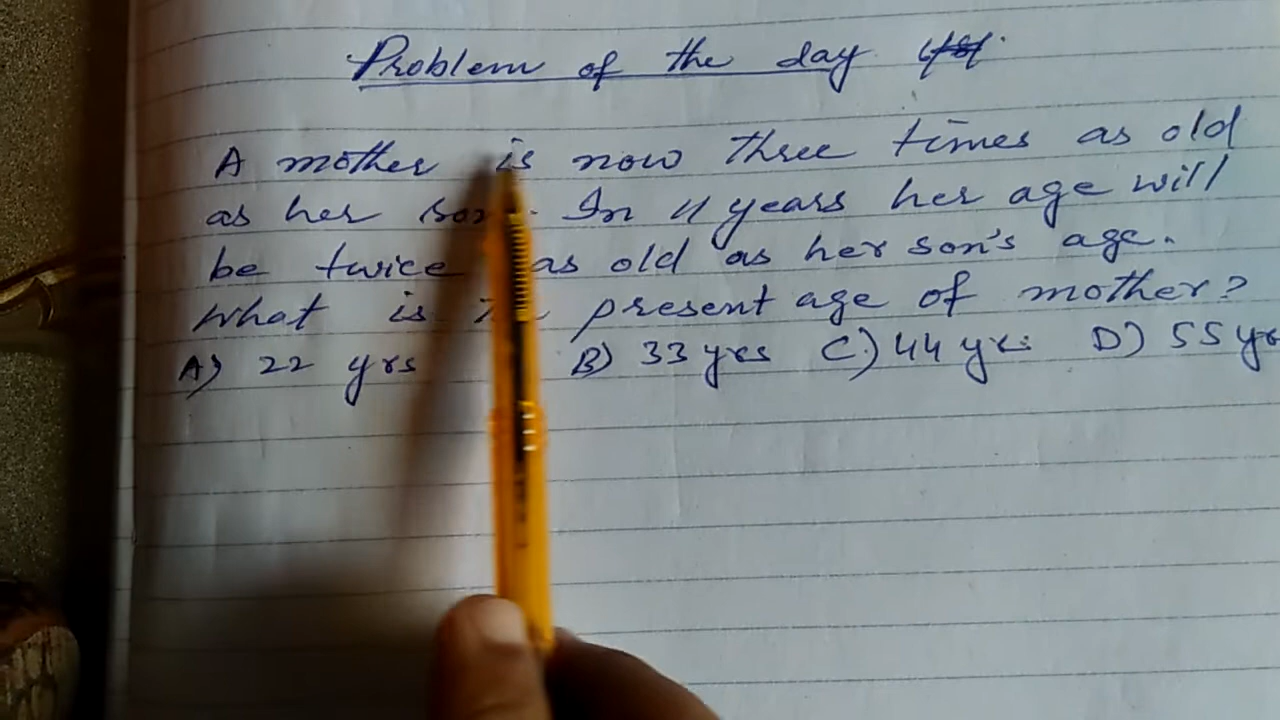 Problem of the day
A mother is now three times as old
as her son. In 11 years her age will
be twice as old as her son's age.
What is present age of mother?
A) 22 yrs B) 33 yrs C.) 44 yrs D) 55 yr